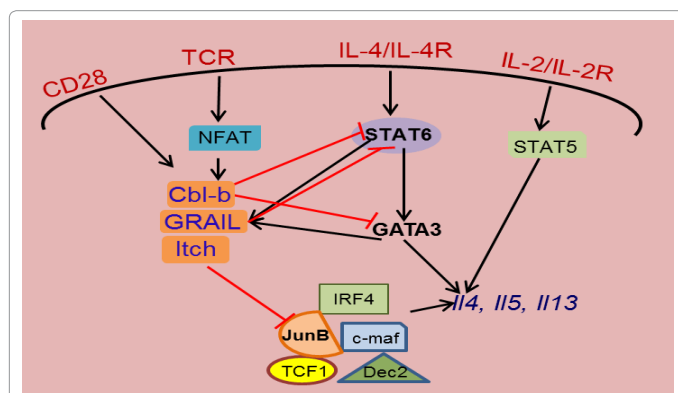 CD28
TCR
IL-4/IL-4R
IL-2/IL-2R
NFAT
STAT6
STAT5
Cbl-b
GRAIL
Itch
GATA3
IRF4
Il4, Il5, Il13
JunB
c-maf
TCF1
Dec2